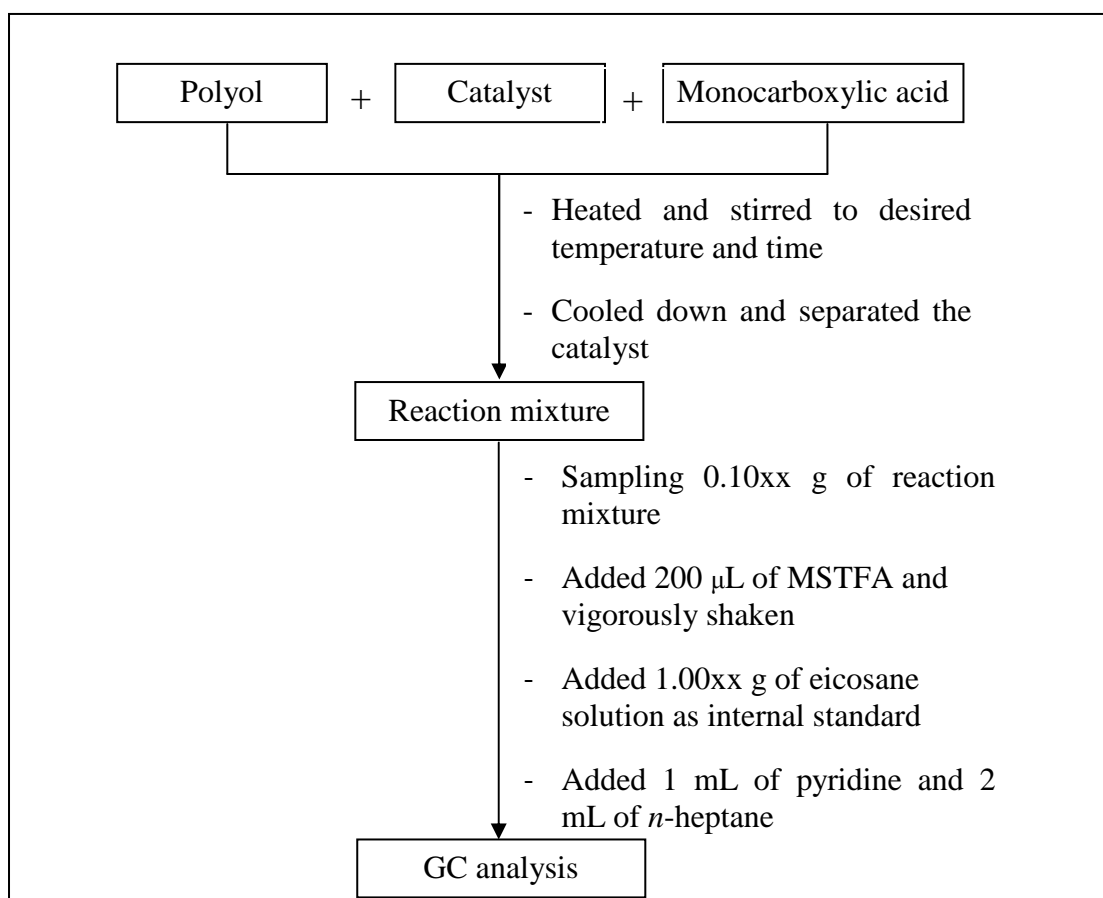 Polyol + Catalyst + Monocarboxylic acid
- Heated and stirred to desired
temperature and time
- Cooled down and separated the
catalyst
Reaction mixture
- Sampling 0.10xx g of reaction
mixture
- Added 200 μL of MSTFA and
vigorously shaken
- Added 1.00xx g of eicosane
solution as internal standard
- Added 1 mL of pyridine and 2
mL of n-heptane
GC analysis